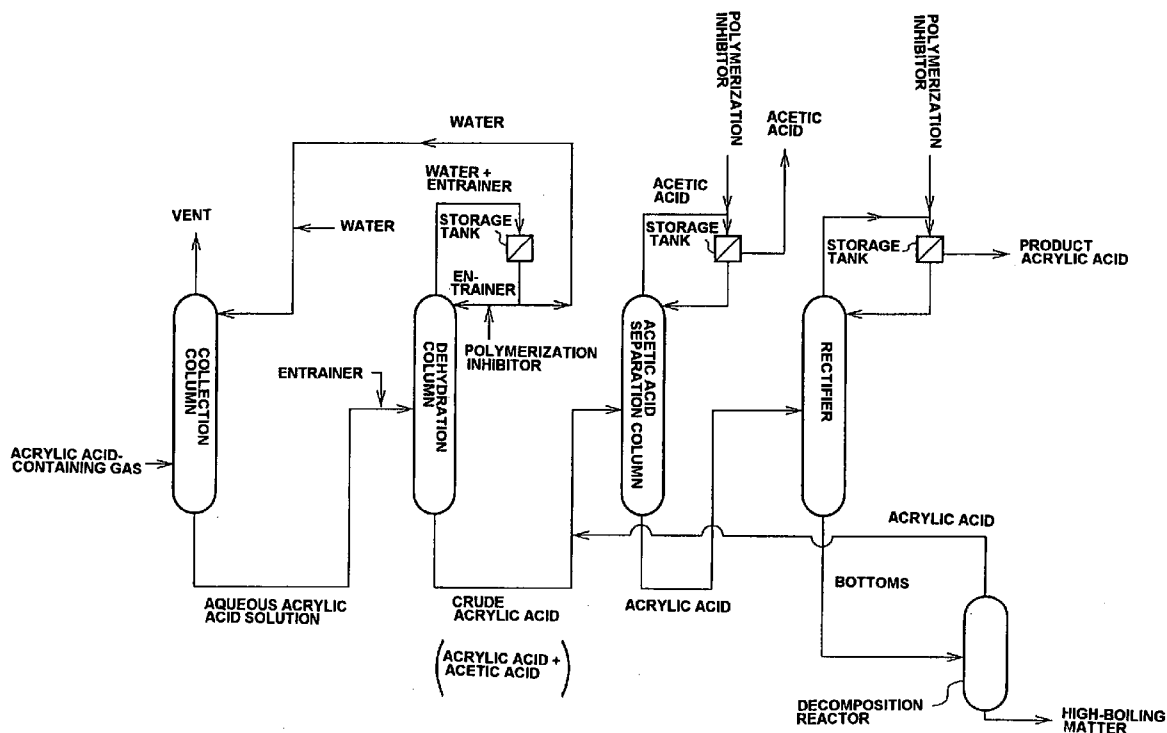 POLYMERIZATION
INHIBITOR
POLYMERIZATION
INHIBITOR
WATER
ACETIC
ACID
WATER +
ENTRAINER
ACETIC
ACID
VENT
WATER
STORAGE
TANK
STORAGE
TANK
STORAGE
TANK
PRODUCT
ACRYLIC ACID
EN-
TRAINER
POLYMERIZATION
INHIBITOR
COLLECTION
COLUMN
ENTRAINER
DEHYDRATION
COLUMN
ACETIC ACID
SEPARATION COLUMN
RECTIFIER
ACRYLIC ACID-
CONTAINING GAS
ACRYLIC ACID
BOTTOMS
AQUEOUS ACRYLIC
ACID SOLUTION
CRUDE
ACRYLIC ACID
ACRYLIC ACID
(ACRYLIC ACID +
ACETIC ACID)
DECOMPOSITION
REACTOR
HIGH-BOILING
MATTER